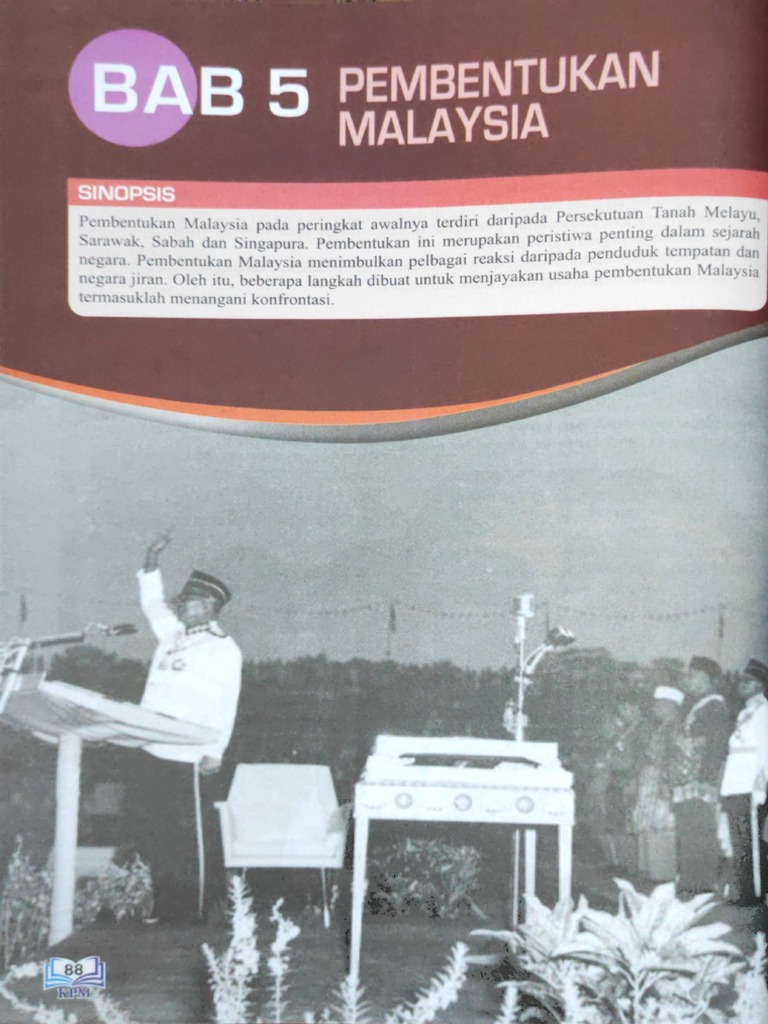 BAB 5
PEMBENTUKAN
MALAYSIA
SINOPSIS
Pembentukan Malaysia pada peringkat awalnya terdiri daripada Persekutuan Tanah Melayu,
Sarawak, Sabah dan Singapura. Pembentukan ini merupakan peristiwa penting dalam sejarah
negara. Pembentukan Malaysia menimbulkan pelbagai reaksi daripada penduduk tempatan dan
negara jiran. Oleh itu, beberapa langkah dibuat untuk menjayakan usaha pembentukan Malaysia
termasuklah menangani konfrontasi.
88
KPM